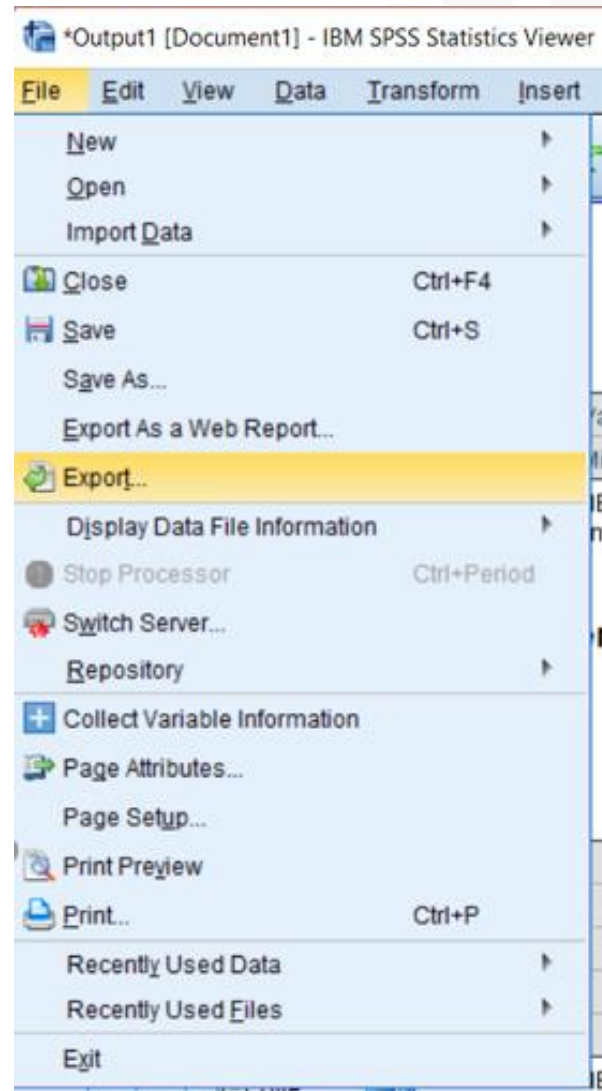 *Output1 [Document1] - IBM SPSS Statistics Viewer
File Edit View Data Transform Insert
New
Open
Import Data
Close Ctrl+F4
Save Ctrl+S
Save As...
Export As a Web Report...
Export...
Display Data File Information
Stop Processor Ctrl+Period
Switch Server...
Repository
Collect Variable Information
Page Attributes...
Page Setup...
Print Preview
Print... Ctrl+P
Recently Used Data
Recently Used Files
Exit